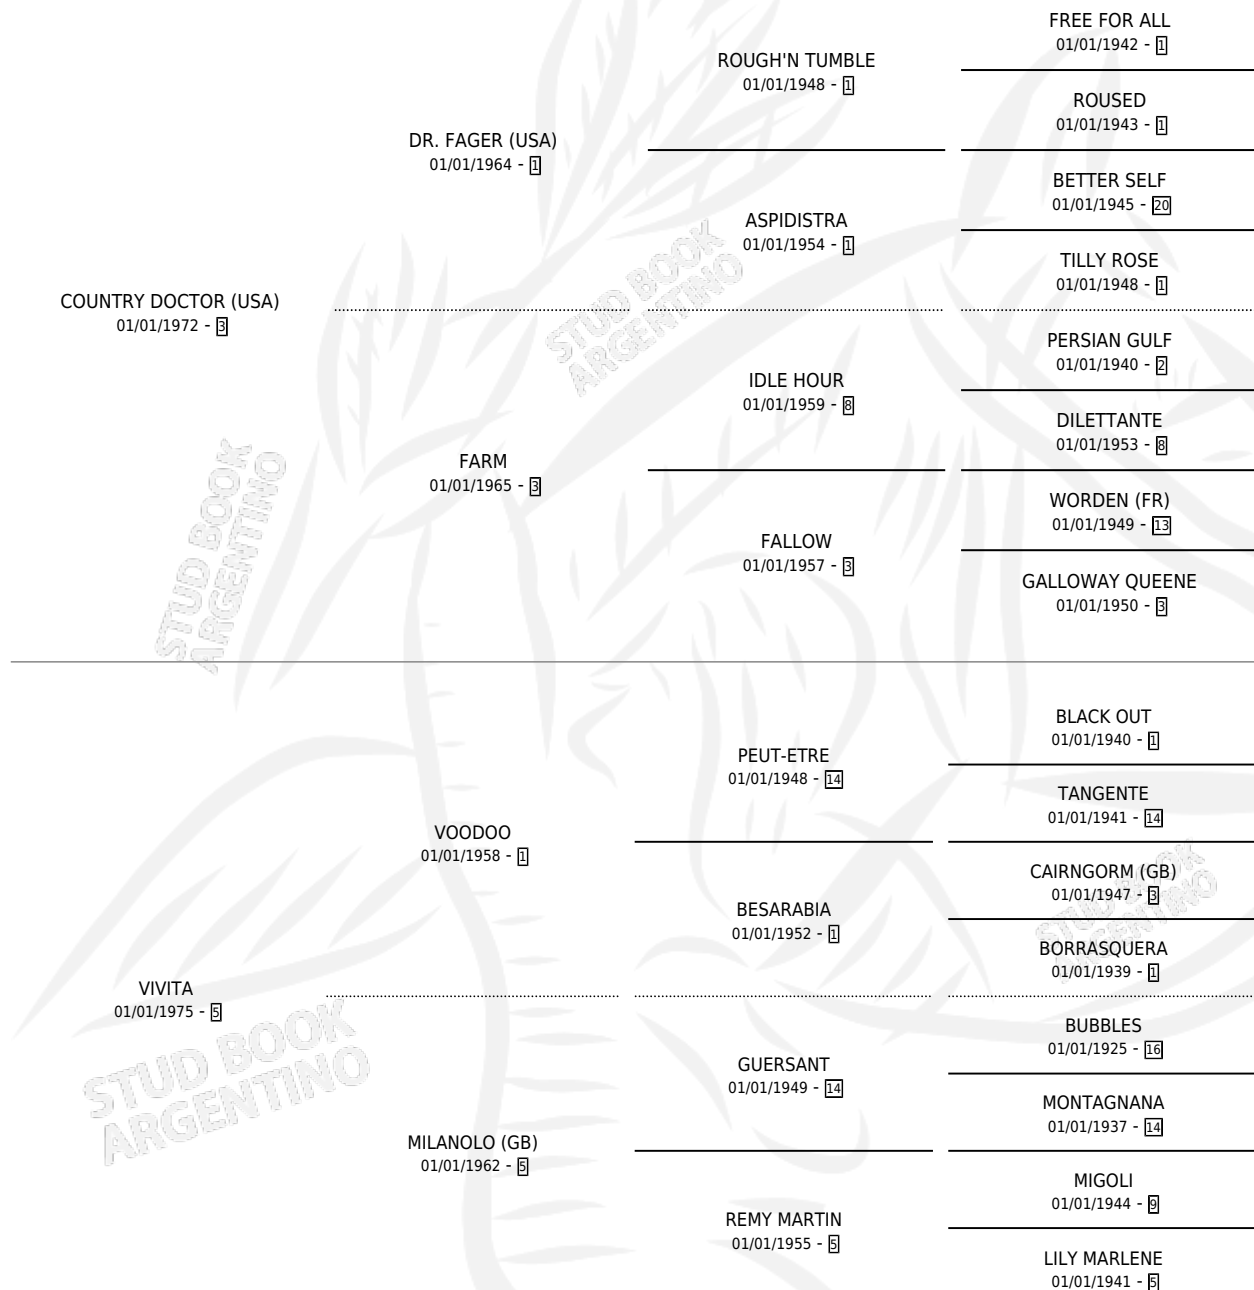 FREE FOR ALL
01/01/1942 - 1
ROUGH'N TUMBLE
01/01/1948 - 1
ROUSED
01/01/1943 - 1
DR. FAGER (USA)
01/01/1964 - 1
BETTER SELF
01/01/1945 - 20
ASPIDISTRA
01/01/1954 - 1
TILLY ROSE
01/01/1948 - 1
COUNTRY DOCTOR (USA)
01/01/1972 - 3
PERSIAN GULF
01/01/1940 - 2
IDLE HOUR
01/01/1959 - 8
DILETTANTE
01/01/1953 - 8
FARM
01/01/1965 - 3
WORDEN (FR)
01/01/1949 - 13
FALLOW
01/01/1957 - 3
GALLOWAY QUEENE
01/01/1950 - 3
BLACK OUT
01/01/1940 - 1
PEUT-ETRE
01/01/1948 - 14
TANGENTE
01/01/1941 - 14
VOODOO
01/01/1958 - 1
CAIRNGORM (GB)
01/01/1947 - 3
BESARABIA
01/01/1952 - 1
BORRASQUERA
01/01/1939 - 1
VIVITA
01/01/1975 - 5
BUBBLES
01/01/1925 - 16
GUERSANT
01/01/1949 - 14
MONTAGNANA
01/01/1937 - 14
MILANOLO (GB)
01/01/1962 - 5
MIGOLI
01/01/1944 - 9
REMY MARTIN
01/01/1955 - 5
LILY MARLENE
01/01/1941 - 5
STUD BOOK
ARGENTINO
STUD BOOK
ARGENTINO
STUD BOOK
ARGENTINO
STUD BOOK
ARGENTINO